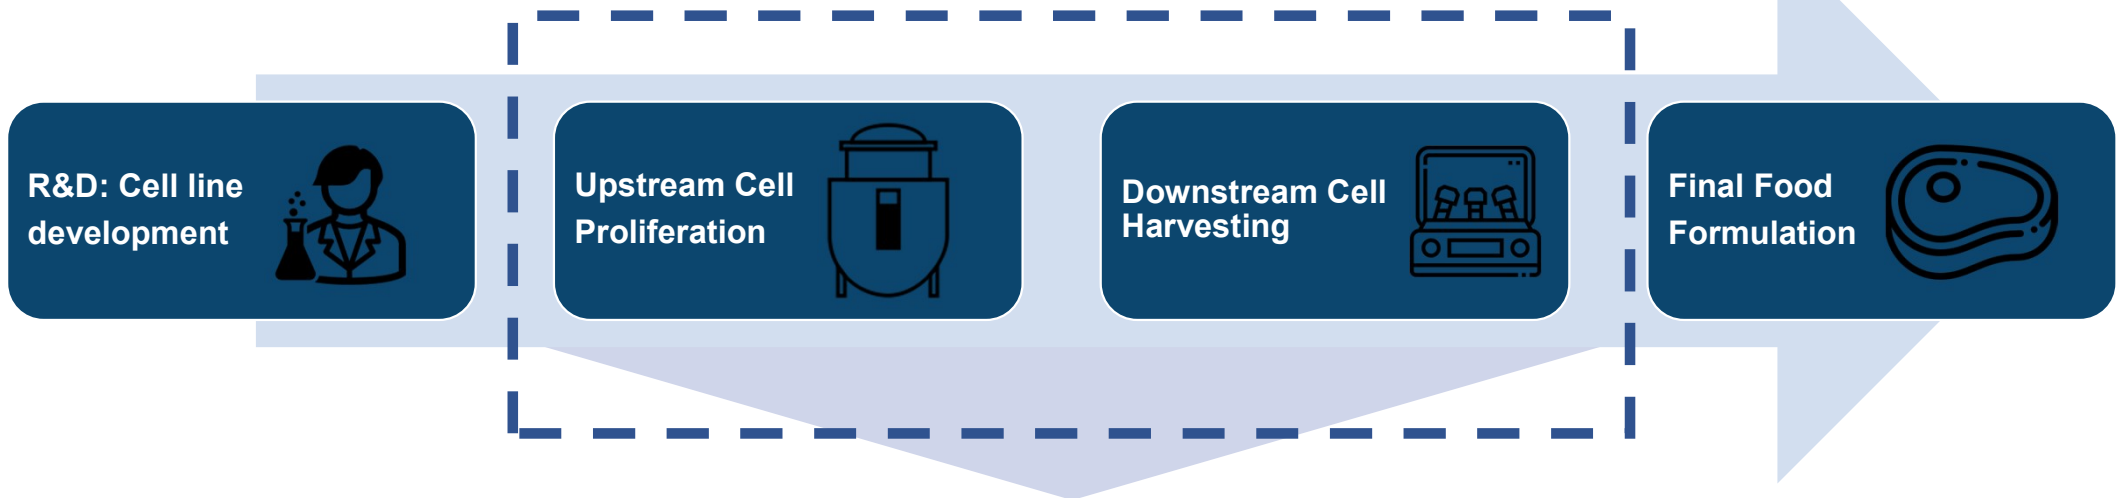 R&D: Cell line
development
Upstream Cell
Proliferation
Downstream Cell
Harvesting
Final Food
Formulation